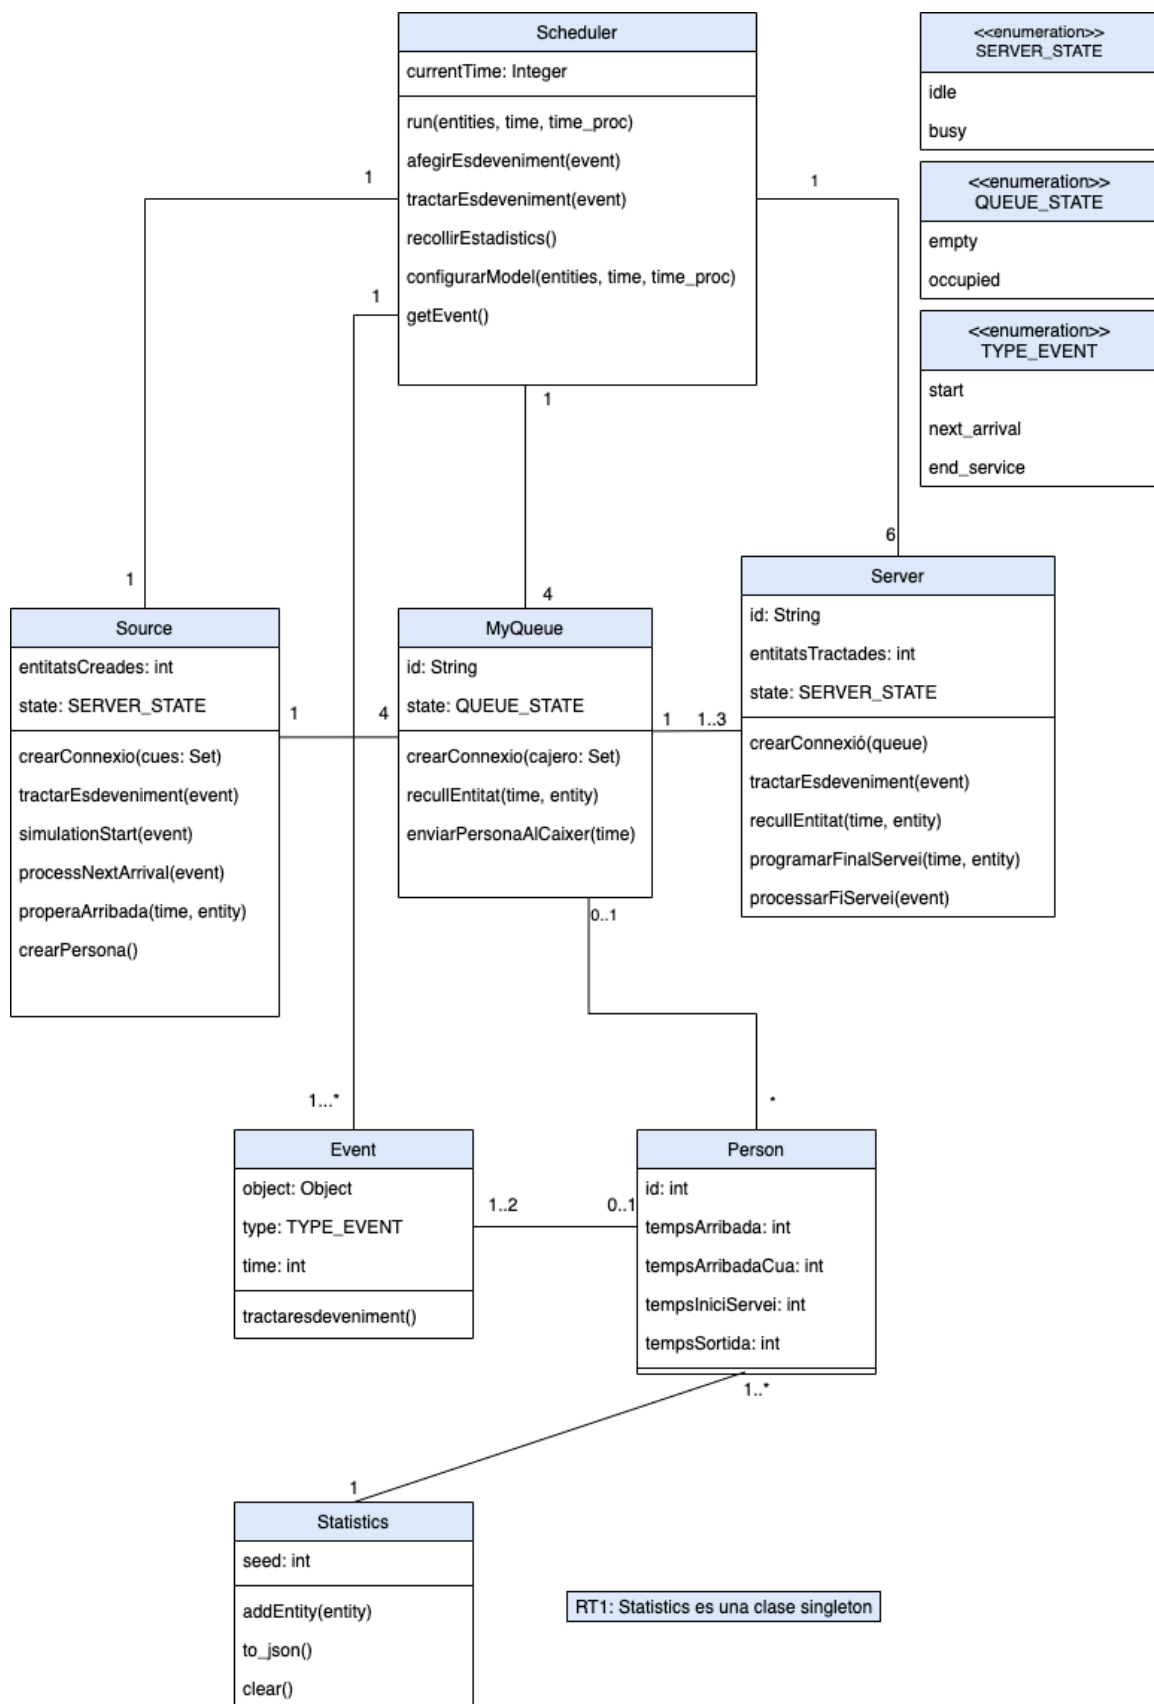 Scheduler
currentTime: Integer
run(entities, time, time_proc)
afegirEsdeveniment(event)
tractarEsdeveniment(event)
recollirEstadistics()
configurarModel(entities, time, time_proc)
getEvent()
<<enumeration>>
SERVER_STATE
idle
busy
<<enumeration>>
QUEUE_STATE
empty
occupied
<<enumeration>>
TYPE_EVENT
start
next_arrival
end_service
1
1
1
1
1
4
6
Source
entitatsCreades: int
state: SERVER_STATE
crearConnexio(cues: Set)
tractarEsdeveniment(event)
simulationStart(event)
processNextArrival(event)
properaArribada(time, entity)
crearPersona()
1
4
MyQueue
id: String
state: QUEUE_STATE
crearConnexio(cajero: Set)
recullEntitat(time, entity)
enviarPersonaAlCaixer(time)
1
1..3
Server
id: String
entitatsTractades: int
state: SERVER_STATE
crearConnexió(queue)
tractarEsdeveniment(event)
recullEntitat(time, entity)
programarFinalServei(time, entity)
processarFiServei(event)
0..1
1...*
*
Event
object: Object
type: TYPE_EVENT
time: int
tractaresdeveniment()
1..2
0..1
Person
id: int
tempsArribada: int
tempsArribadaCua: int
tempsIniciServei: int
tempsSortida: int
1..*
1
Statistics
seed: int
addEntity(entity)
to_json()
clear()
RT1: Statistics es una clase singleton